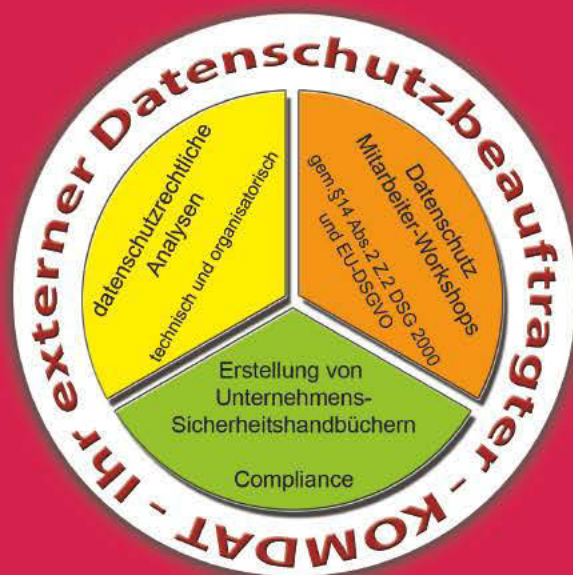 KOMDAT - Ihr externer Datenschutzbeauftragter -
datenschutzrechtliche
Analysen
technisch und organisatorisch
Datenschutz
Mitarbeiter-Workshops
gem.§14 Abs.2 Z.2 DSG 2000
und EU-DSGVO
Erstellung von
Unternehmens-
Sicherheitshandbüchern
Compliance